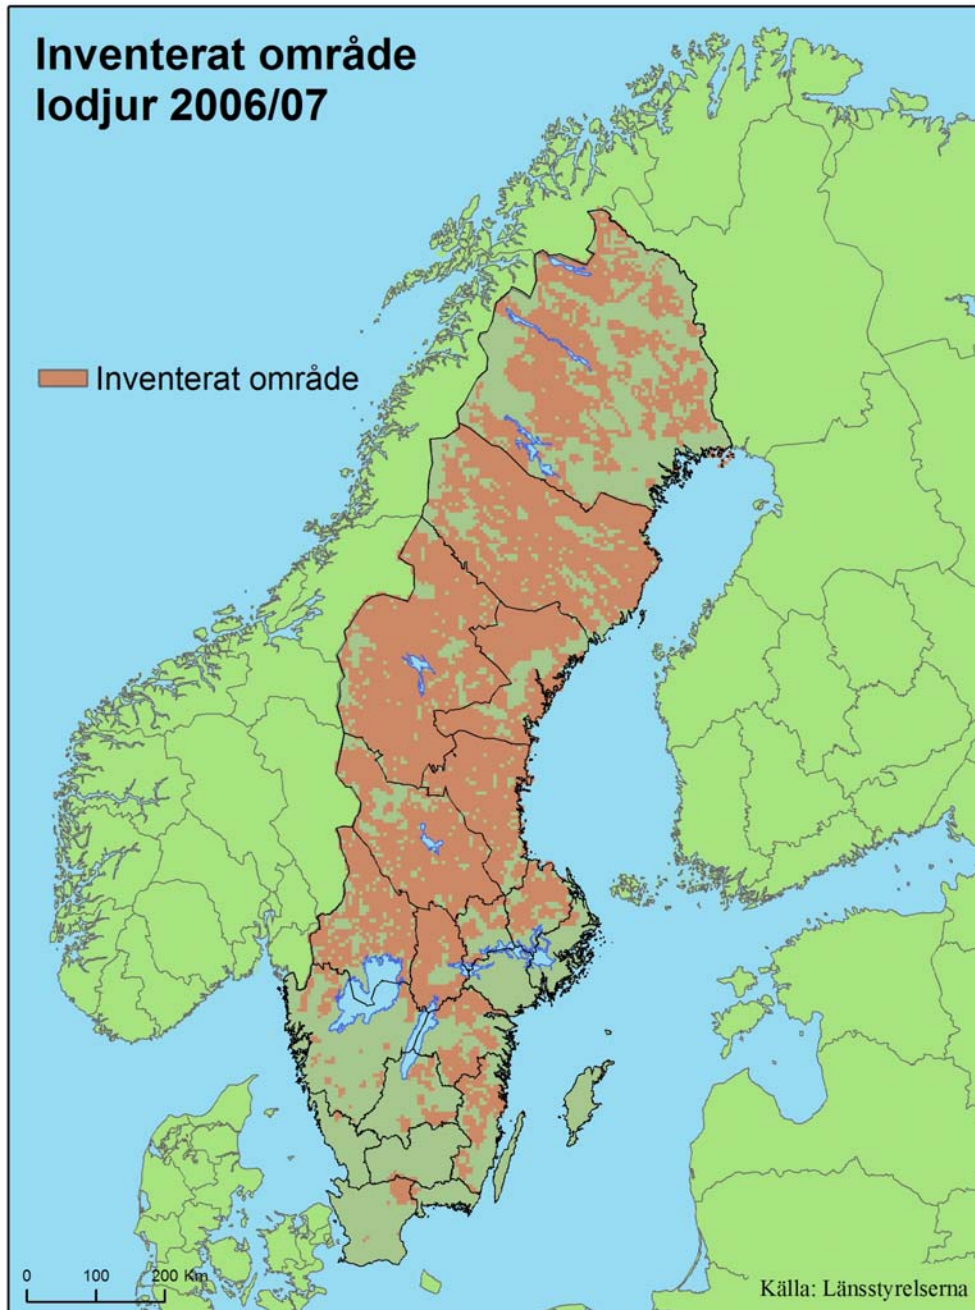 Inventerat område
lodjur 2006/07
Inventerat område
0 100 200 Km
Källa: Länsstyrelserna